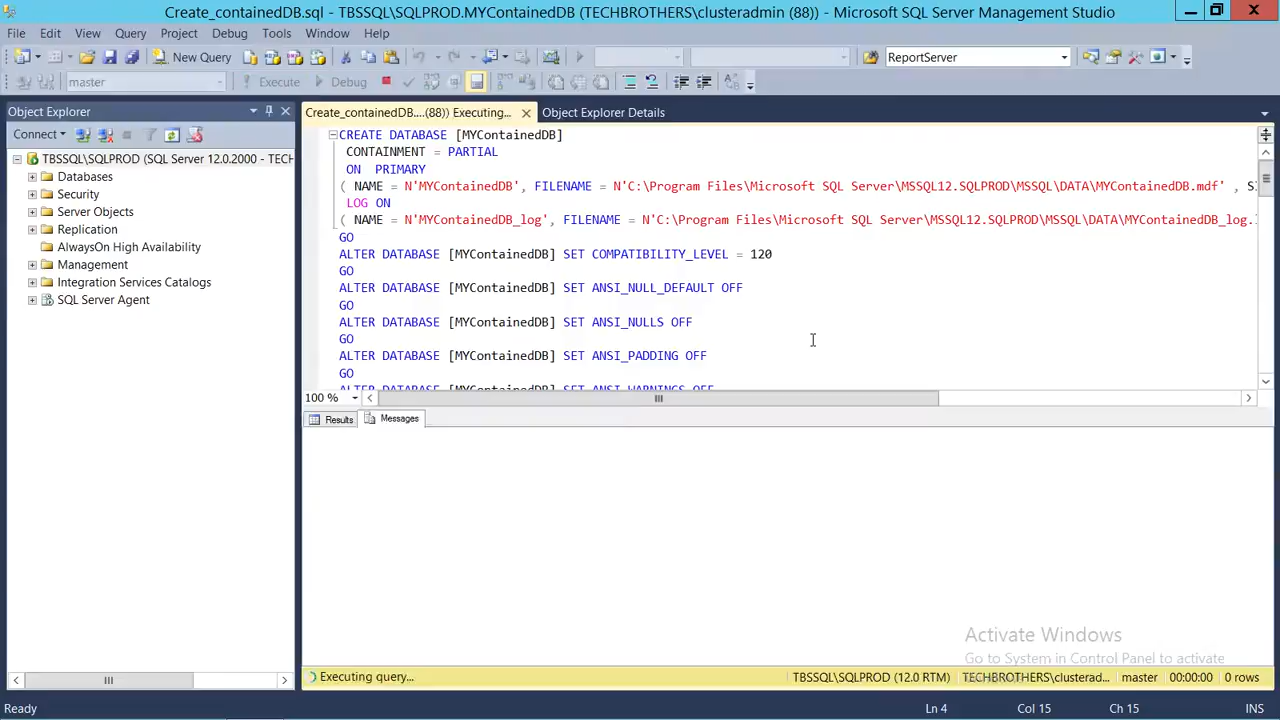 Create_containedDB.sql - TBSSQL\SQLPROD.MYContainedDB (TECHBROTHERS\clusteradmin (88)) - Microsoft SQL Server Management Studio
File Edit View Query Project Debug Tools Window Help
New Query ReportServer
master Execute Debug
Object Explorer
Connect
TBSSQL\SQLPROD (SQL Server 12.0.2000 - TECH
Databases
Security
Server Objects
Replication
AlwaysOn High Availability
Management
Integration Services Catalogs
SQL Server Agent
Create_containedDB....(88)) Executing... Object Explorer Details
CREATE DATABASE [MYContainedDB]
CONTAINMENT = PARTIAL
ON PRIMARY
( NAME = N'MYContainedDB', FILENAME = N'C:\Program Files\Microsoft SQL Server\MSSQL12.SQLPROD\MSSQL\DATA\MYContainedDB.mdf' , S
LOG ON
( NAME = N'MYContainedDB_log', FILENAME = N'C:\Program Files\Microsoft SQL Server\MSSQL12.SQLPROD\MSSQL\DATA\MYContainedDB_log.
GO
ALTER DATABASE [MYContainedDB] SET COMPATIBILITY_LEVEL = 120
GO
ALTER DATABASE [MYContainedDB] SET ANSI_NULL_DEFAULT OFF
GO
ALTER DATABASE [MYContainedDB] SET ANSI_NULLS OFF
GO
ALTER DATABASE [MYContainedDB] SET ANSI_PADDING OFF
GO
ALTER DATABASE [MYContainedDB] SET ANSI_WARNINGS OFF
100 %
Results Messages
Activate Windows
Go to System in Control Panel to activate
Executing query... TBSSQL\SQLPROD (12.0 RTM) TECHBROTHERS\clusterad... master 00:00:00 0 rows
Ready Ln 4 Col 15 Ch 15 INS